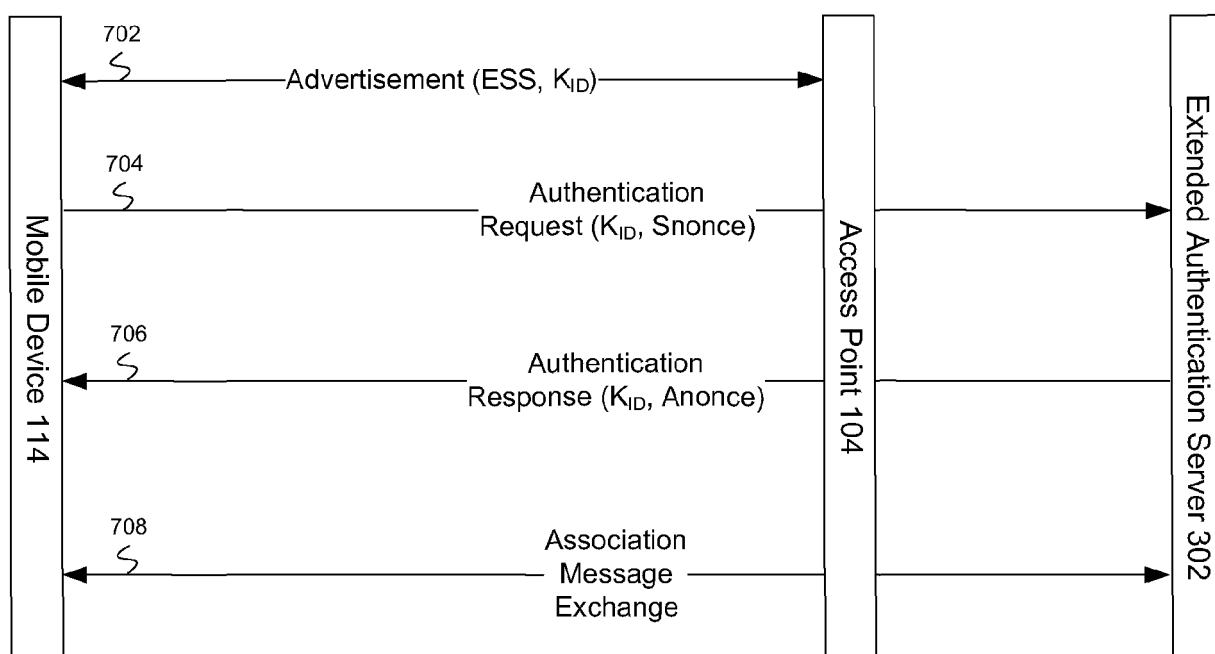 702
Advertisement (ESS, K_ID)
704
Authentication
Request (K_ID, Snonce)
706
Authentication
Response (K_ID, Anonce)
708
Association
Message
Exchange
Mobile Device 114
Access Point 104
Extended Authentication Server 302